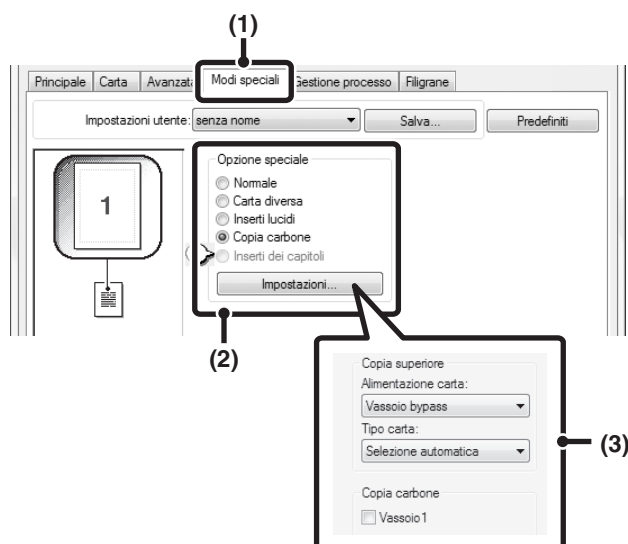 (1)
Principale Carta Avanzat Modi speciali Gestione processo Filigrane
Impostazioni utente: senza nome Salva... Predefiniti
Opzione speciale
Normale
1
Carta diversa
Inserti lucidi
Copia carbone
Inserti dei capitoli
Impostazioni...
(2)
Copia superiore
Alimentazione carta:
Vassoio bypass
Tipo carta:
(3)
Selezione automatica
Copia carbone
Vassoio1